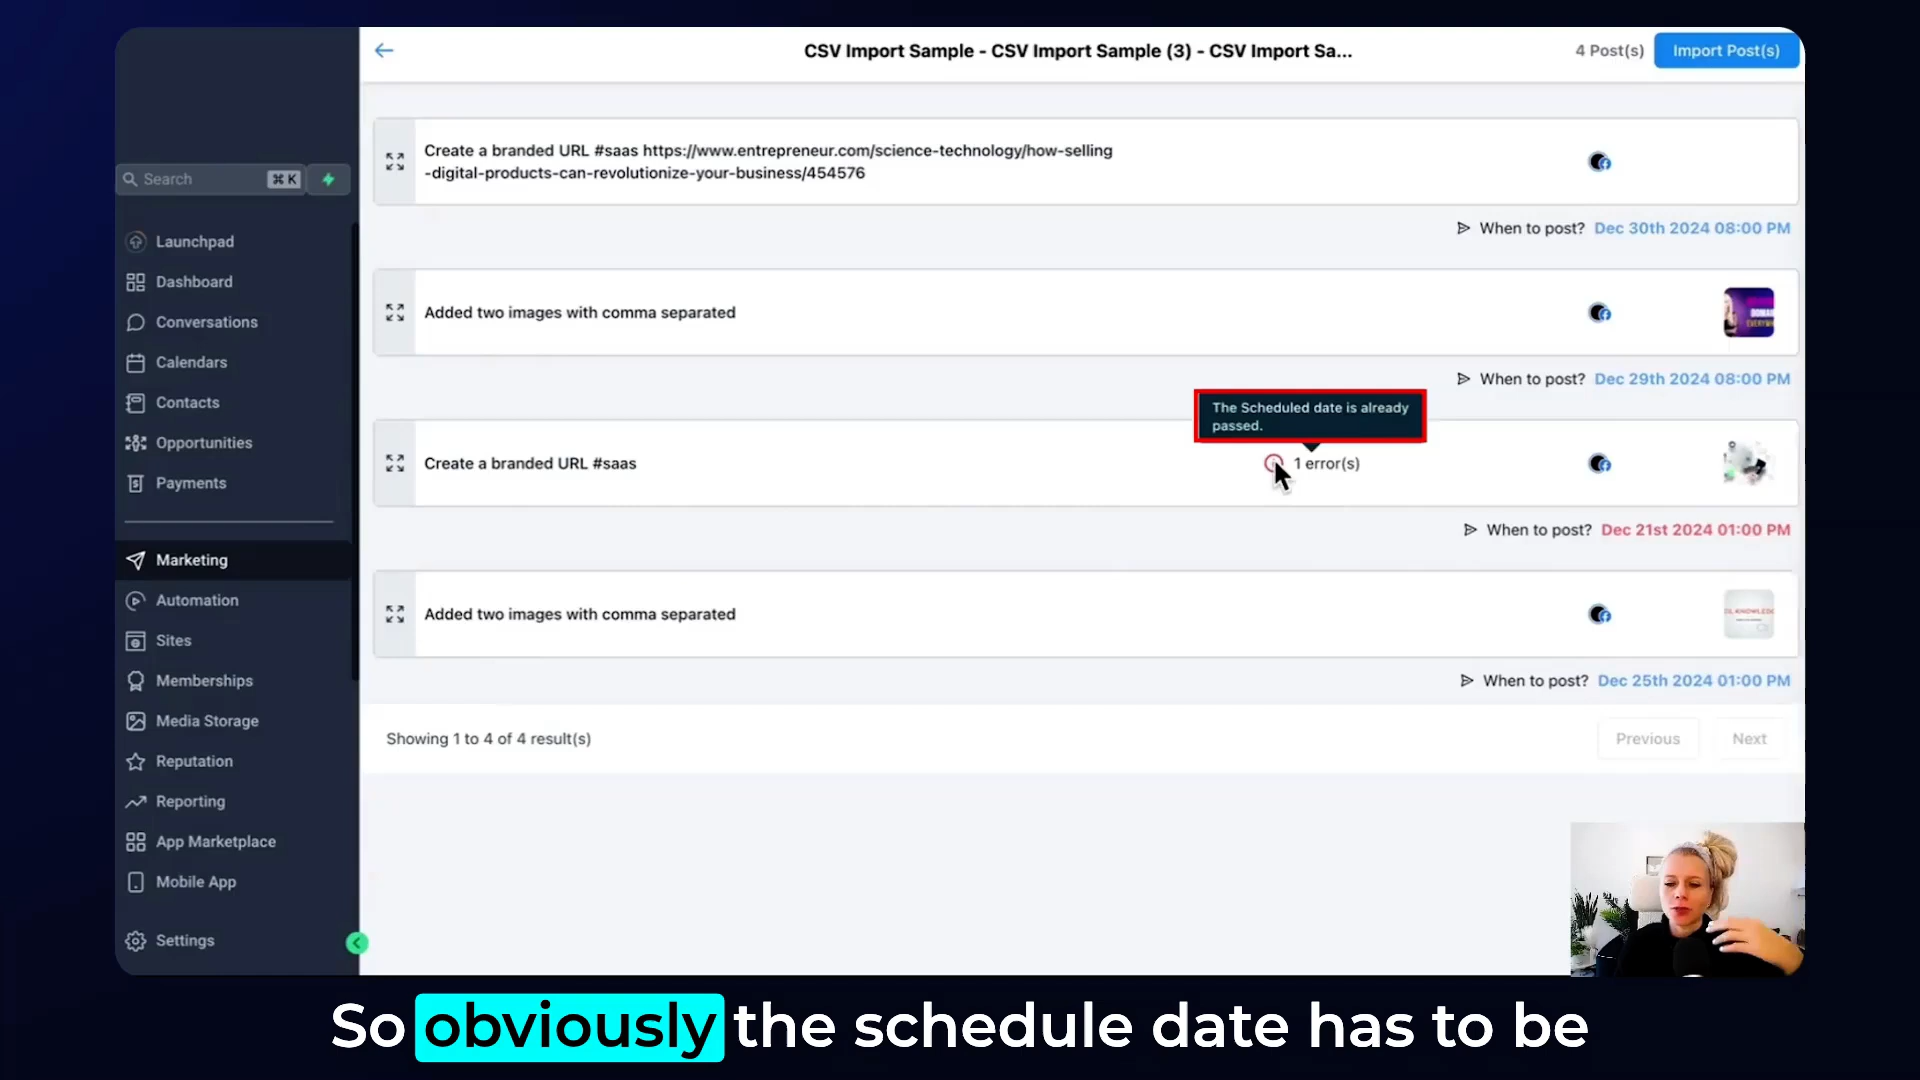 CSV Import Sample - CSV Import Sample (3) - CSV Import Sa...
4 Post(s)
Import Post(s)
Search
⌘ K
Launchpad
Dashboard
Conversations
Calendars
Contacts
Opportunities
Payments
Marketing
Automation
Sites
Memberships
Media Storage
Reputation
Reporting
App Marketplace
Mobile App
Settings
Create a branded URL #saas https://www.entrepreneur.com/science-technology/how-selling
-digital-products-can-revolutionize-your-business/454576
When to post? Dec 30th 2024 08:00 PM
Added two images with comma separated
When to post? Dec 29th 2024 08:00 PM
The Scheduled date is already
passed.
Create a branded URL #saas
1 error(s)
When to post? Dec 21st 2024 01:00 PM
Added two images with comma separated
When to post? Dec 25th 2024 01:00 PM
Showing 1 to 4 of 4 result(s)
Previous
Next
So obviously the schedule date has to be